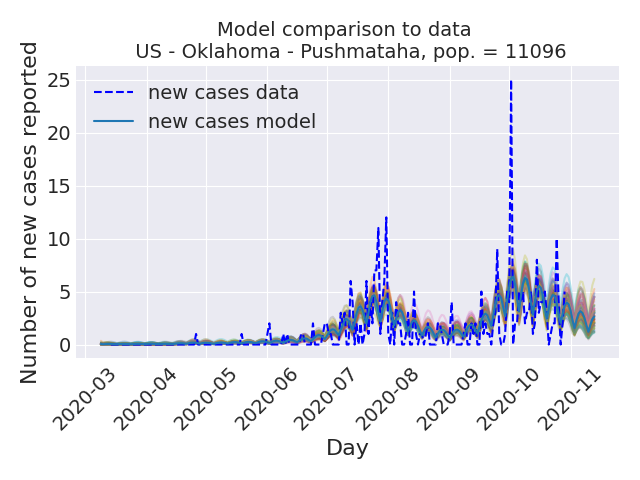 Model comparison to data
US - Oklahoma - Pushmataha, pop. = 11096
Number of new cases reported
25
20
15
10
5
0
new cases data
new cases model
2020-03
2020-04
2020-05
2020-06
2020-07
2020-08
2020-09
2020-10
2020-11
Day